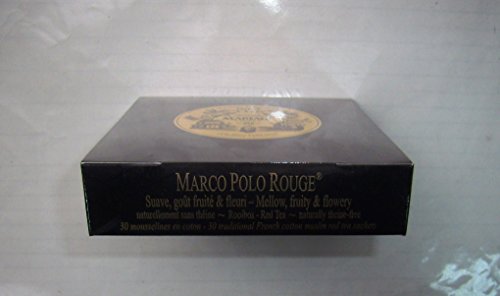 MARCO POLO ROUGE®
Suave, goût fruité & fleuri – Mellow, fruity & flowery
naturellement sans théine ~ Rooibos - Red Tea ~ naturally theine-free
30 mousselines en coton - 30 traditional French cotton muslin red tea sachets